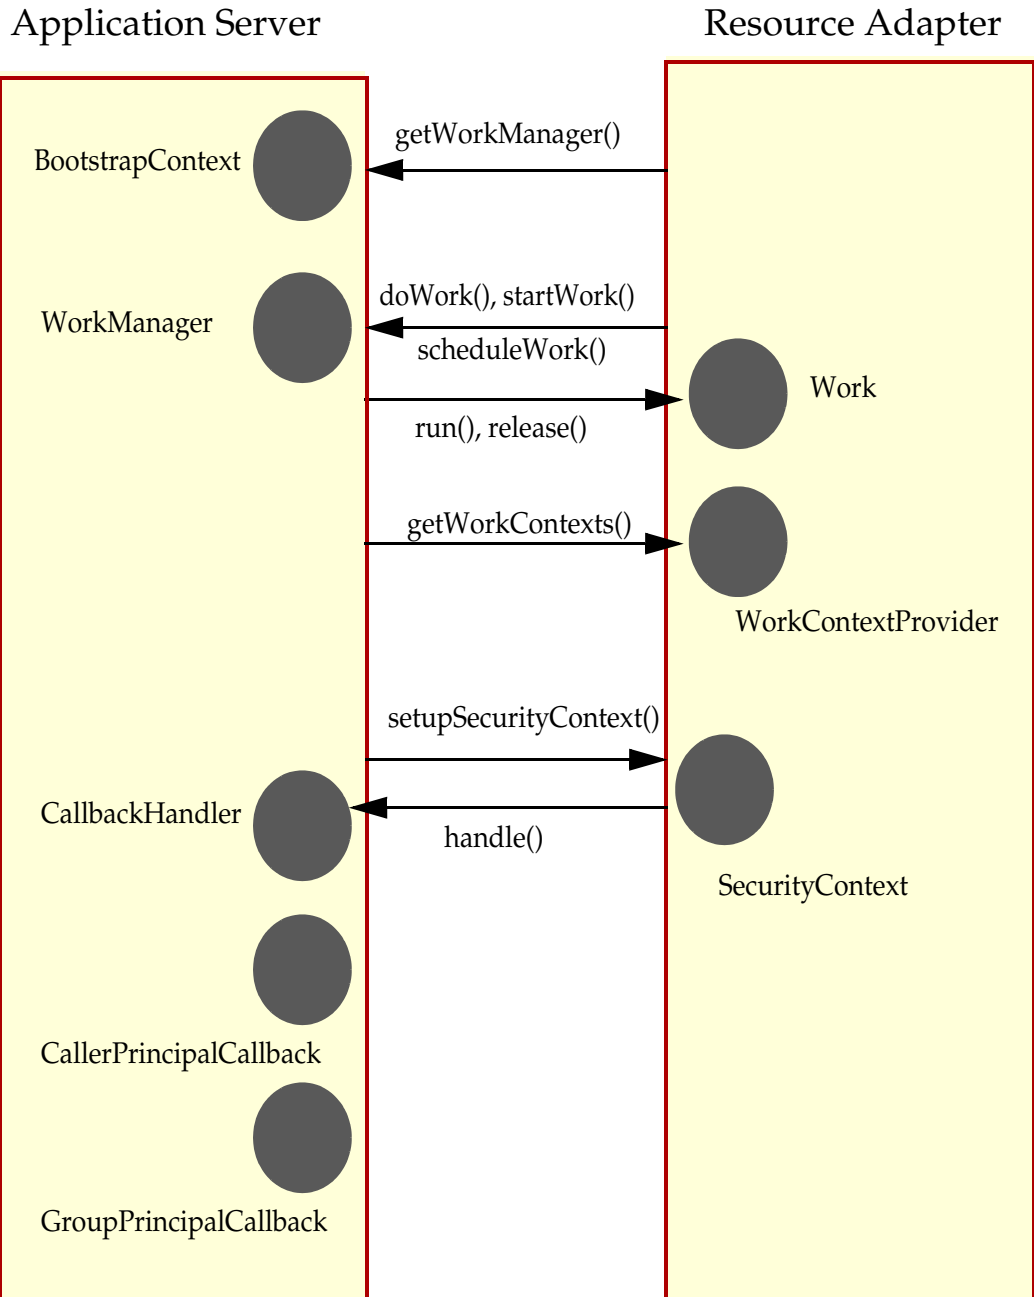 Application Server
Resource Adapter
getWorkManager()
BootstrapContext
doWork(), startWork()
WorkManager
scheduleWork()
Work
run(), release()
getWorkContexts()
WorkContextProvider
setupSecurityContext()
CallbackHandler
handle()
SecurityContext
CallerPrincipalCallback
GroupPrincipalCallback